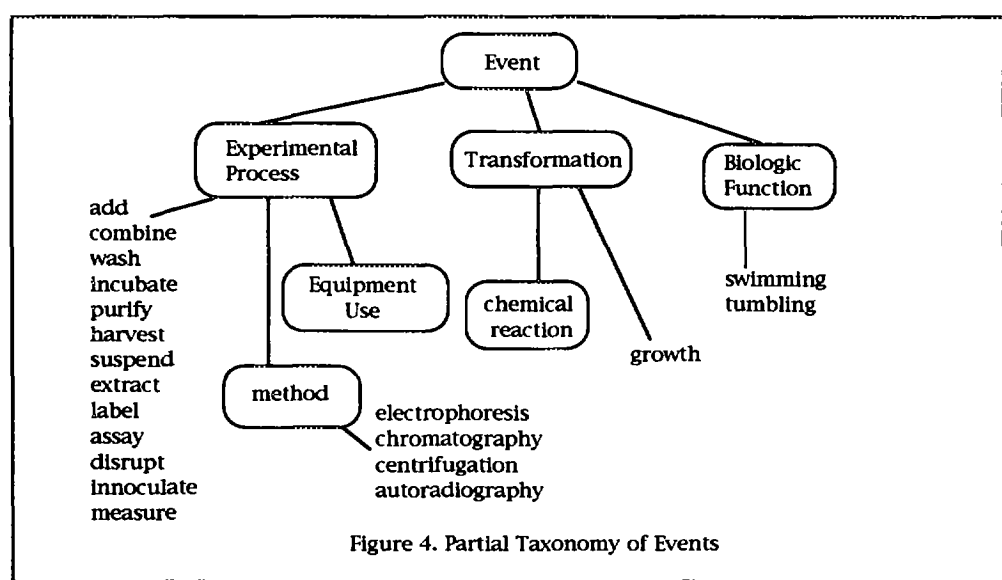 Event
Experimental
Process
Transformation
Biologic
Function
add
combine
wash
incubate
purify
harvest
suspend
extract
label
assay
disrupt
innoculate
measure
Equipment
Use
chemical
reaction
swimming
tumbling
growth
method
electrophoresis
chromatography
centrifugation
autoradiography
Figure 4. Partial Taxonomy of Events